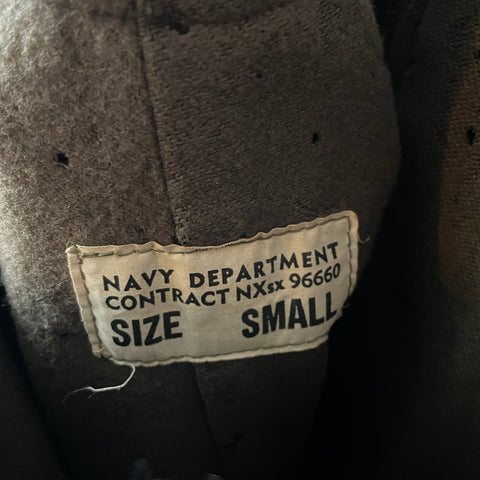 NAVY DEPARTMENT
CONTRACT NXsx 96660
SIZE SMALL